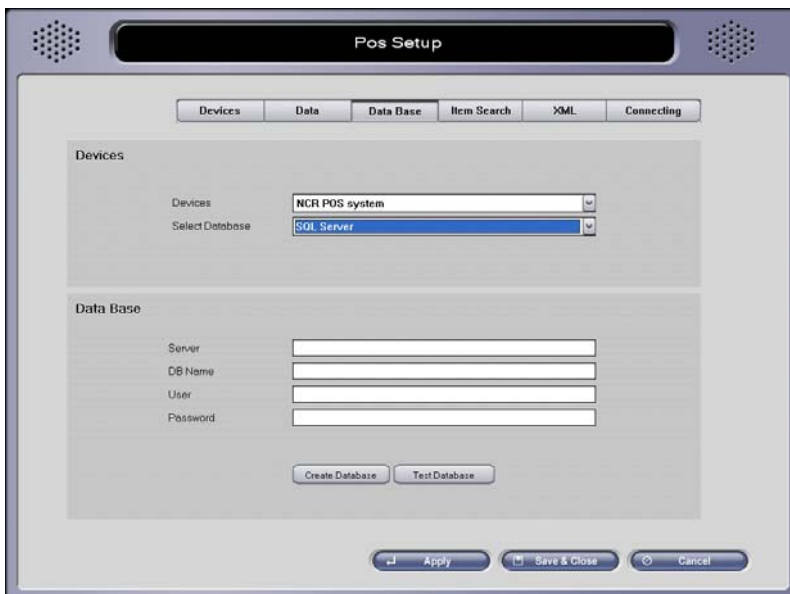 Pos Setup
Devices Data Data Base Item Search XML Connecting
Devices
Devices NCR POS system
Select Database SQL Server
Data Base
Server
DB Name
User
Password
Create Database Test Database
Apply Save & Close Cancel